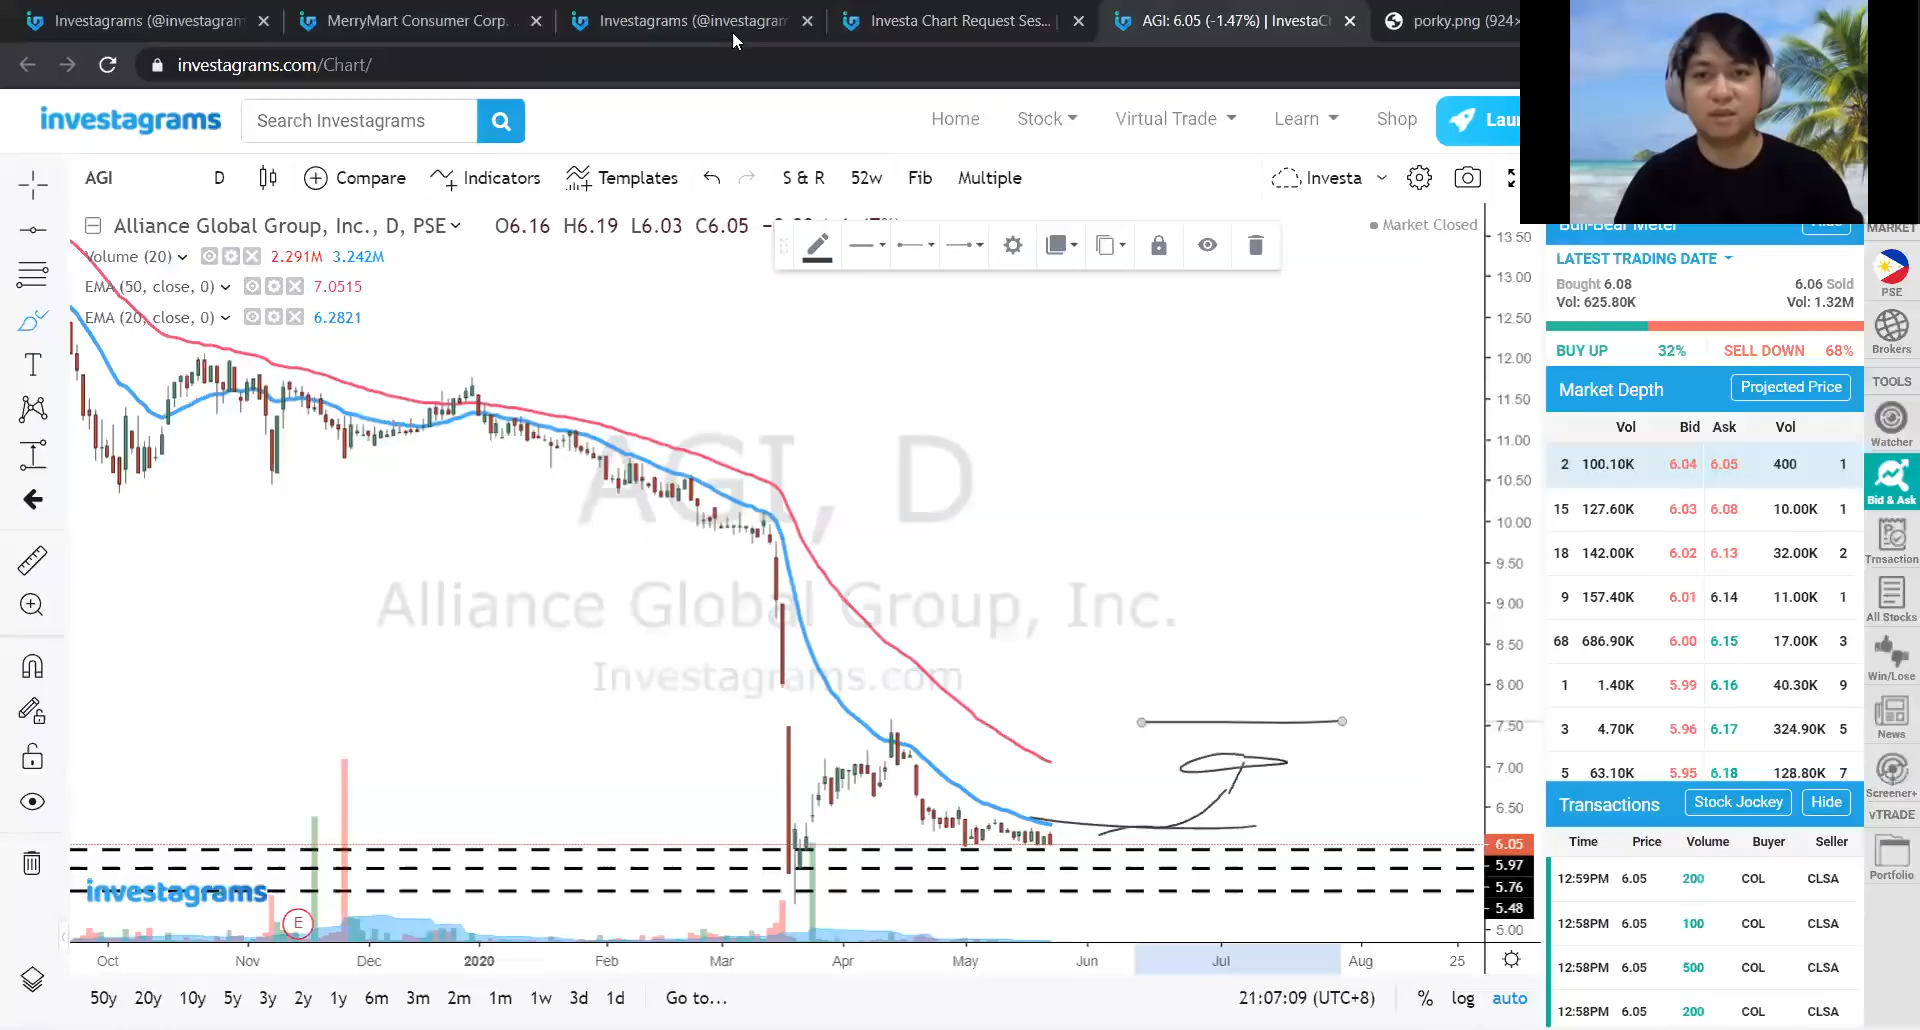 Investagrams (@investagram
MerryMart Consumer Corp.
Investagrams (@investagram
Investa Chart Request Ses...
AGI: 6.05 (-1.47%) | InvestaC
porky.png (924×
investagrams.com/Chart/
investagrams
Search Investagrams
Home
Stock
Virtual Trade
Learn
Shop
Lau
AGI
D
Compare
Indicators
Templates
S & R
52w
Fib
Multiple
Investa
Alliance Global Group, Inc., D, PSE
O6.16 H6.19 L6.03 C6.05
Market Closed
Volume (20) 2.291M 3.242M
EMA (50, close, 0) 7.0515
EMA (20, close, 0) 6.2821
AGI, D
Alliance Global Group, Inc.
Investagrams.com
investagrams
E
13.50
13.00
12.50
12.00
11.50
11.00
10.50
10.00
9.50
9.00
8.50
8.00
7.50
7.00
6.50
6.05
5.97
5.76
5.48
5.00
Oct Nov Dec 2020 Feb Mar Apr May Jun Jul Aug 25
50y 20y 10y 5y 3y 2y 1y 6m 3m 2m 1m 1w 3d 1d Go to...
21:07:09 (UTC+8) % log auto
Bull-Bear Meter Hide
LATEST TRADING DATE
Bought 6.08 6.06 Sold
Vol: 625.80K Vol: 1.32M
BUY UP 32% SELL DOWN 68%
Market Depth Projected Price
Vol Bid Ask Vol
2 100.10K 6.04 6.05 400 1
15 127.60K 6.03 6.08 10.00K 1
18 142.00K 6.02 6.13 32.00K 2
9 157.40K 6.01 6.14 11.00K 1
68 686.90K 6.00 6.15 17.00K 3
1 1.40K 5.99 6.16 40.30K 9
3 4.70K 5.96 6.17 324.90K 5
5 63.10K 5.95 6.18 128.80K 7
Transactions Stock Jockey Hide
Time Price Volume Buyer Seller
12:59PM 6.05 200 COL CLSA
12:58PM 6.05 100 COL CLSA
12:58PM 6.05 500 COL CLSA
12:58PM 6.05 200 COL CLSA
MARKET
PSE
Brokers
TOOLS
Watcher
Bid & Ask
Trnsaction
All Stocks
Win/Lose
News
Screener+
vTRADE
Portfolio